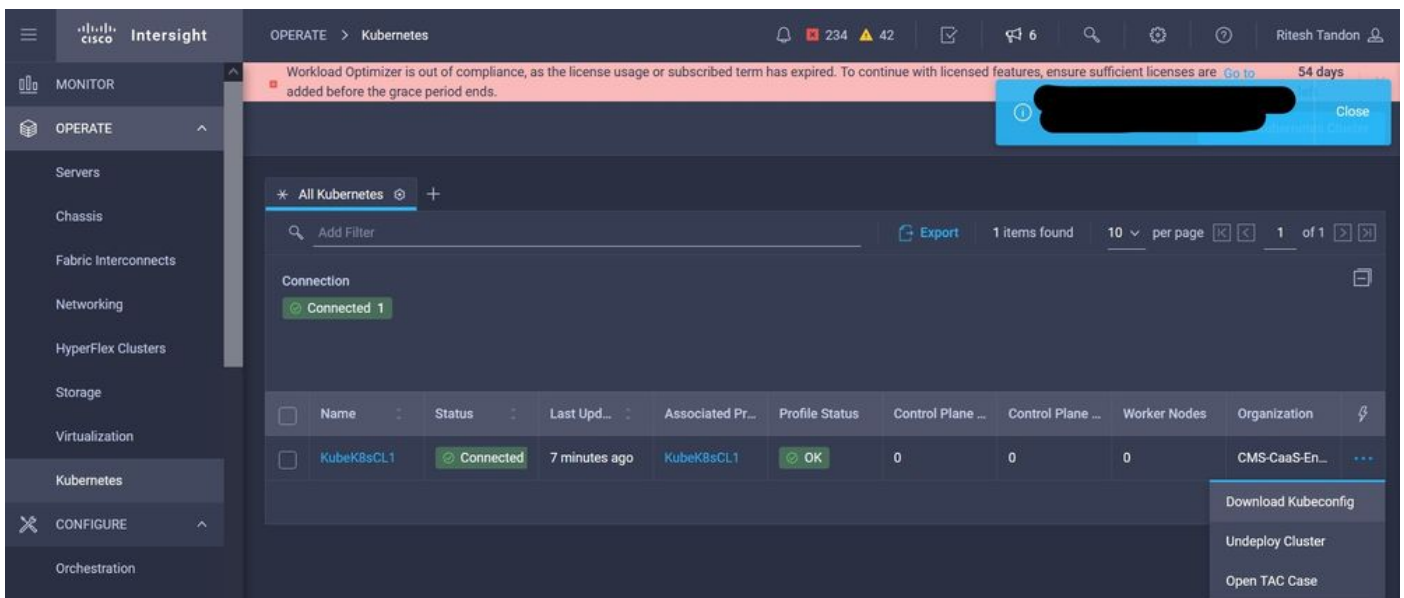 cisco Intersight
OPERATE > Kubernetes
234 42
6
Ritesh Tandon
MONITOR
OPERATE
Servers
Chassis
Fabric Interconnects
Networking
HyperFlex Clusters
Storage
Virtualization
Kubernetes
CONFIGURE
Orchestration
Workload Optimizer is out of compliance, as the license usage or subscribed term has expired. To continue with licensed features, ensure sufficient licenses are Go to 54 days
added before the grace period ends.
Close
All Kubernetes
Add Filter Export 1 items found 10 per page 1 of 1
Connection
Connected 1
Name Status Last Upd... Associated Pr... Profile Status Control Plane ... Control Plane ... Worker Nodes Organization
KubeK8sCL1 Connected 7 minutes ago KubeK8sCL1 OK 0 0 0 CMS-CaaS-En... ...
Download Kubeconfig
Undeploy Cluster
Open TAC Case